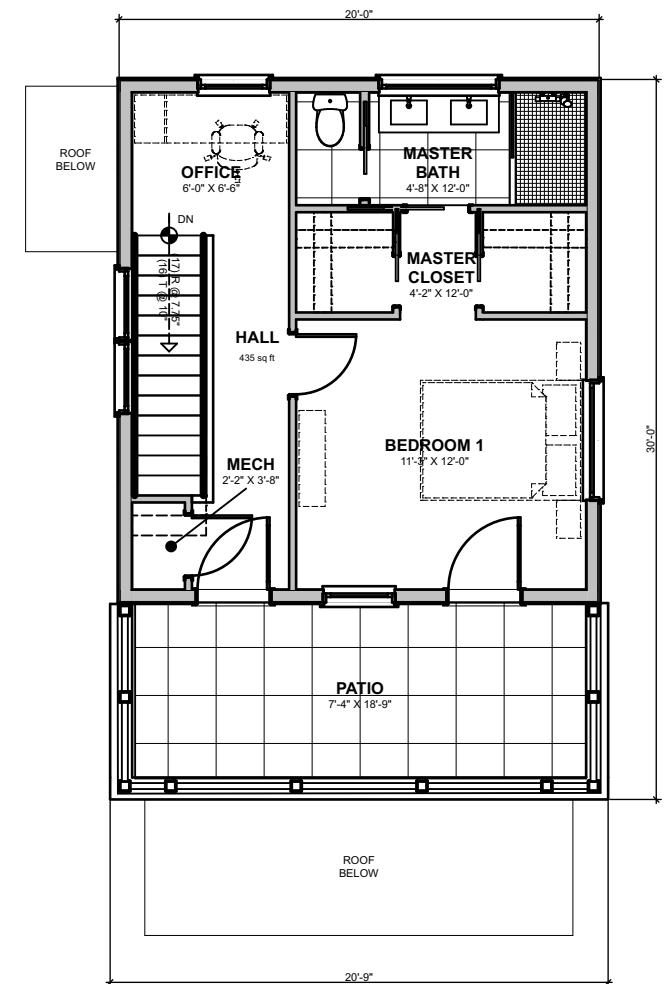 20'-0"
ROOF
BELOW
OFFICE
6'-0" X 6'-6"
MASTER
BATH
4'-8" X 12'-0"
DN
(17) R @ 7.75"
(16) T @ 10"
MASTER
CLOSET
4'-2" X 12'-0"
HALL
435 sq ft
BEDROOM 1
11'-3" X 12'-0"
30'-0"
MECH
2'-2" X 3'-8"
PATIO
7'-4" X 18'-9"
ROOF
BELOW
20'-9"